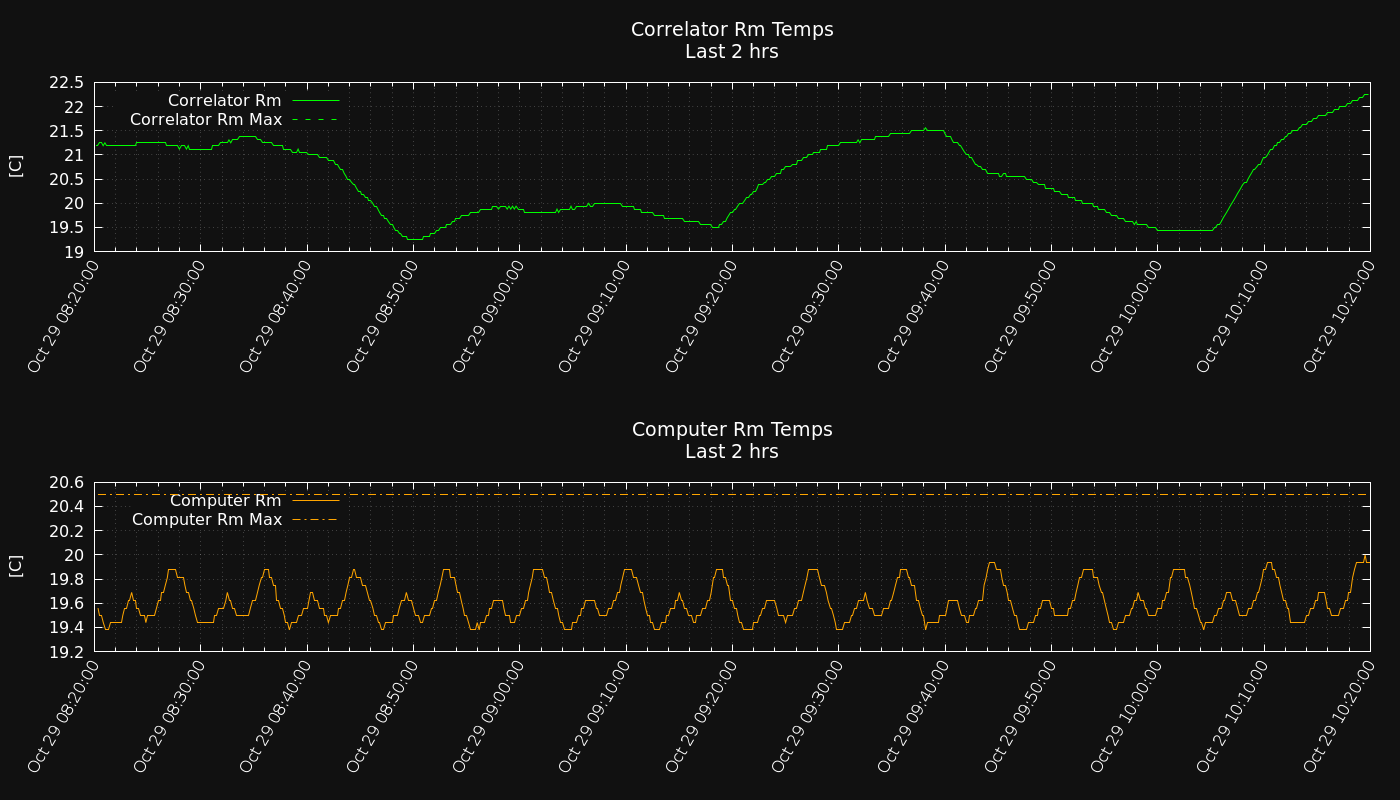 Correlator Rm Temps
Last 2 hrs
[C]
22.5
22
21.5
21
20.5
20
19.5
19
Correlator Rm
Correlator Rm Max
Oct 29 08:20:00
Oct 29 08:30:00
Oct 29 08:40:00
Oct 29 08:50:00
Oct 29 09:00:00
Oct 29 09:10:00
Oct 29 09:20:00
Oct 29 09:30:00
Oct 29 09:40:00
Oct 29 09:50:00
Oct 29 10:00:00
Oct 29 10:10:00
Oct 29 10:20:00
Computer Rm Temps
Last 2 hrs
[C]
20.6
20.4
20.2
20
19.8
19.6
19.4
19.2
Computer Rm
Computer Rm Max
Oct 29 08:20:00
Oct 29 08:30:00
Oct 29 08:40:00
Oct 29 08:50:00
Oct 29 09:00:00
Oct 29 09:10:00
Oct 29 09:20:00
Oct 29 09:30:00
Oct 29 09:40:00
Oct 29 09:50:00
Oct 29 10:00:00
Oct 29 10:10:00
Oct 29 10:20:00